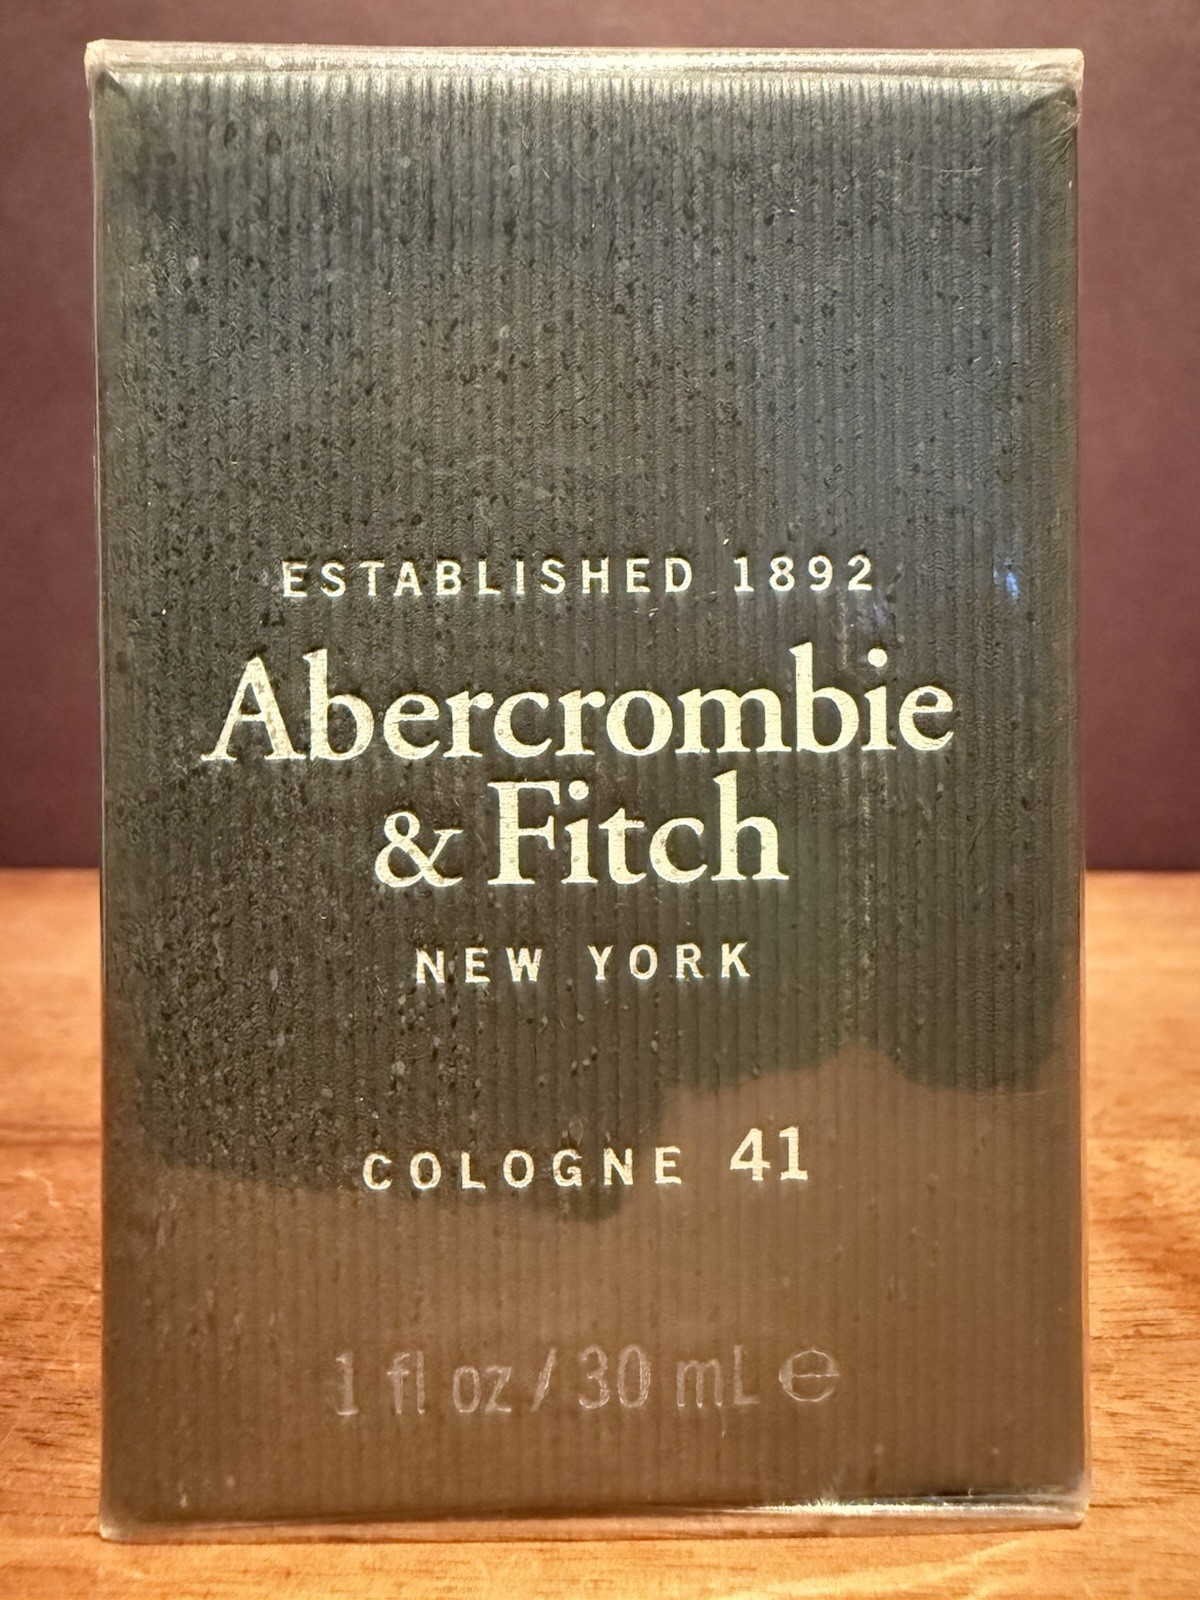 ESTABLISHED 1892
Abercrombie
& Fitch
NEW YORK
COLOGNE 41
1 fl oz / 30 mL ℮